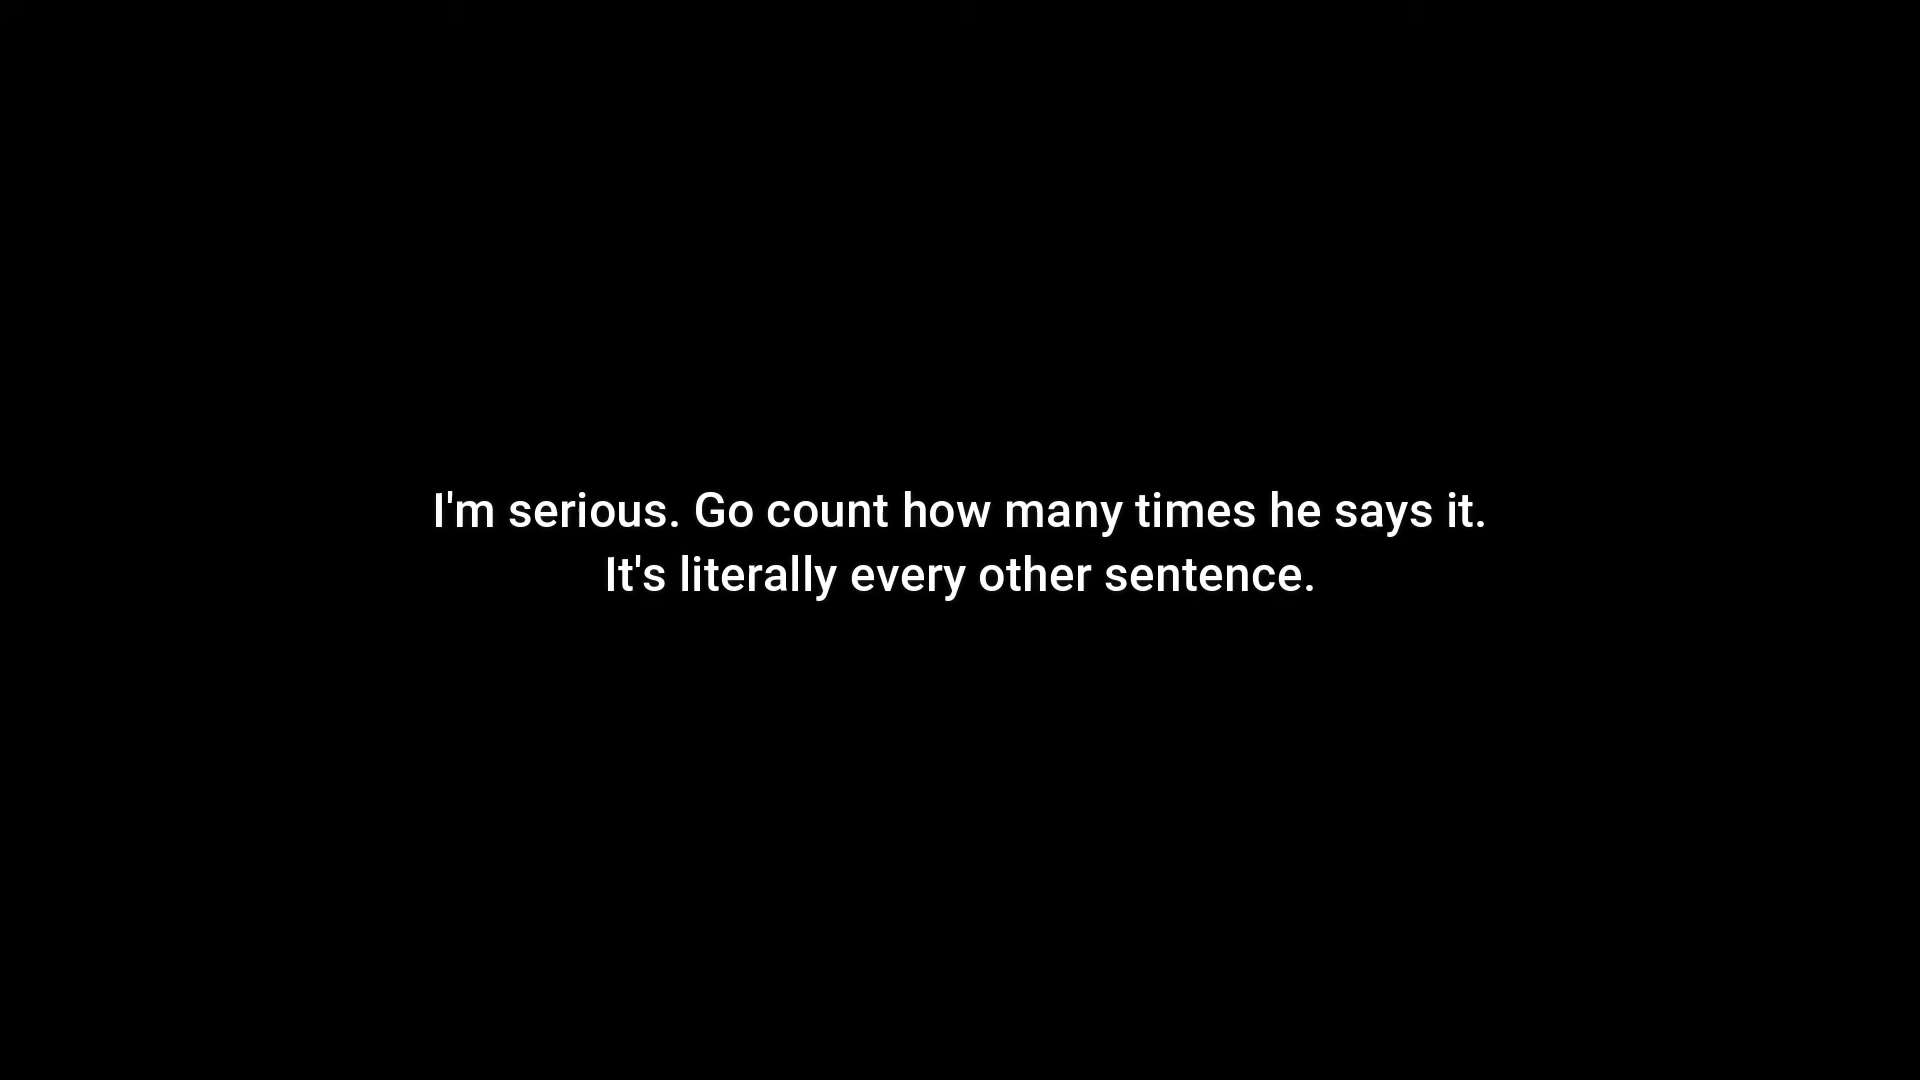 I'm serious. Go count how many times he says it.
It's literally every other sentence.